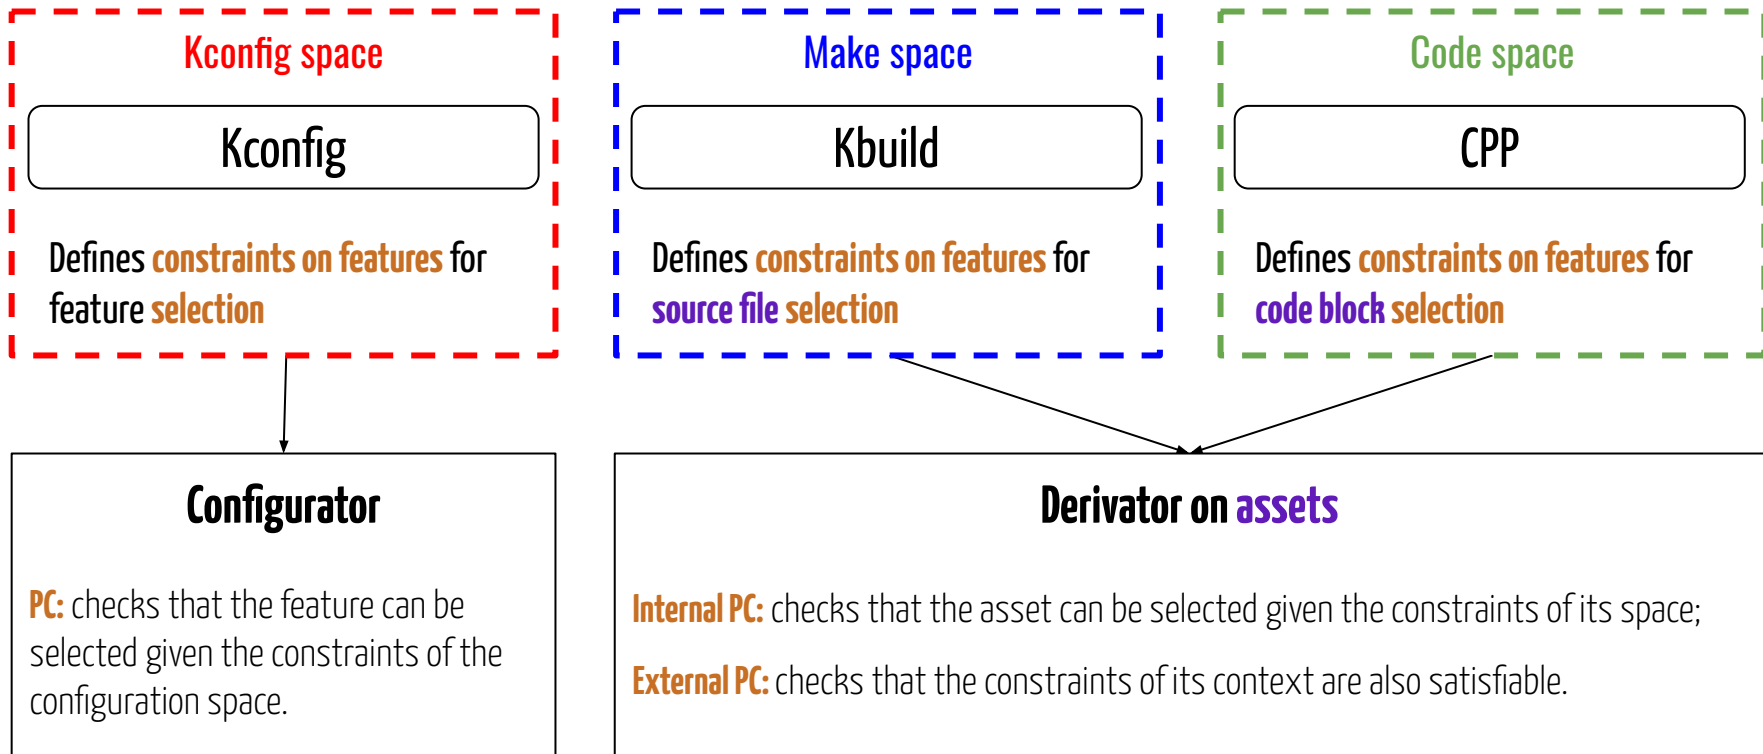 Kconfig space
Kconfig
Defines constraints on features for
feature selection
Make space
Kbuild
Defines constraints on features for
source file selection
Code space
CPP
Defines constraints on features for
code block selection
Configurator
PC: checks that the feature can be
selected given the constraints of the
configuration space.
Derivator on assets
Internal PC: checks that the asset can be selected given the constraints of its space;
External PC: checks that the constraints of its context are also satisfiable.